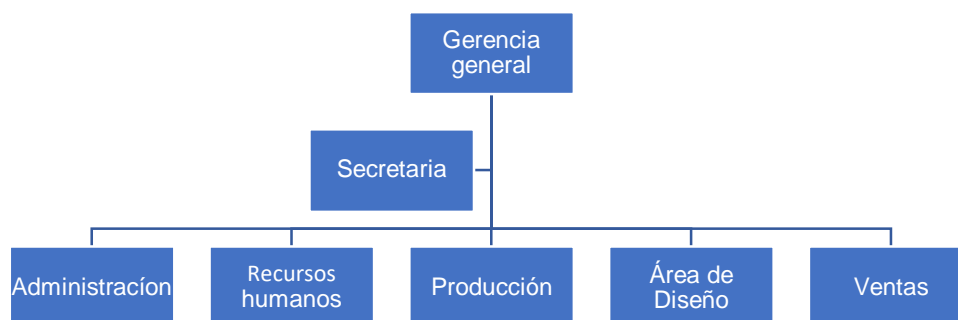 Gerencia
general
Secretaria
Administracíon
Recursos
humanos
Producción
Área de
Diseño
Ventas